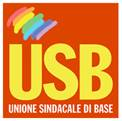 USB
UNIONE SINDACALE DI BASE